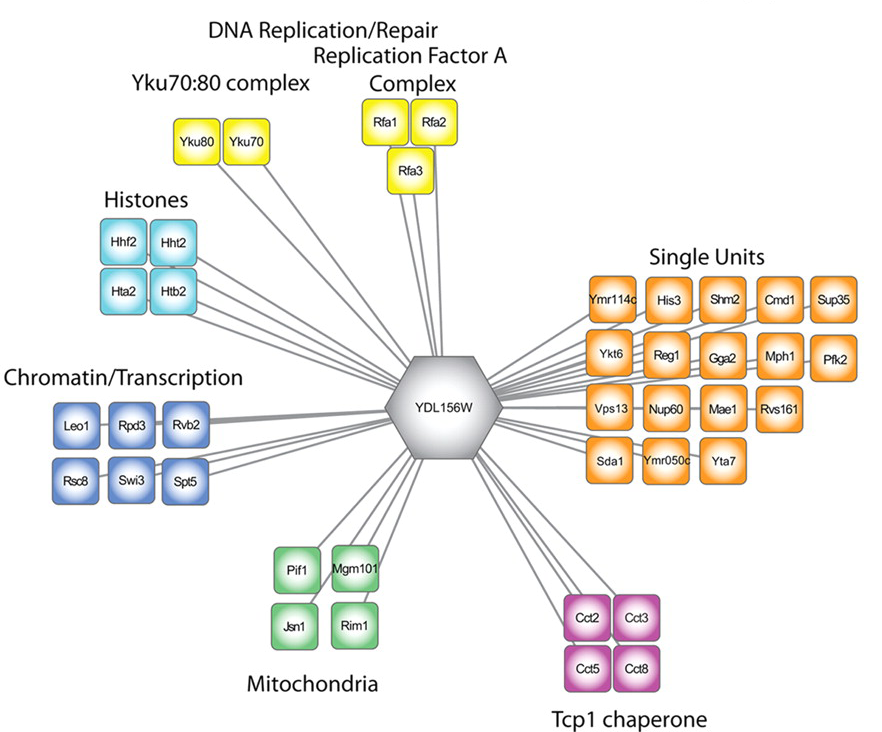 DNA Replication/Repair
Replication Factor A
Complex
Yku70:80 complex
Rfa1 Rfa2
Rfa3
Yku80 Yku70
Histones
Hhf2 Hht2
Hta2 Htb2
Single Units
Ymr114c His3 Shm2 Cmd1 Sup35
Ykt6 Reg1 Gga2 Mph1 Pfk2
Vps13 Nup60 Mae1 Rvs161
Sda1 Ymr050c Yta7
Chromatin/Transcription
Leo1 Rpd3 Rvb2
Rsc8 Swi3 Spt5
YDL156W
Pif1 Mgm101
Jsn1 Rim1
Mitochondria
Cct2 Cct3
Cct5 Cct8
Tcp1 chaperone